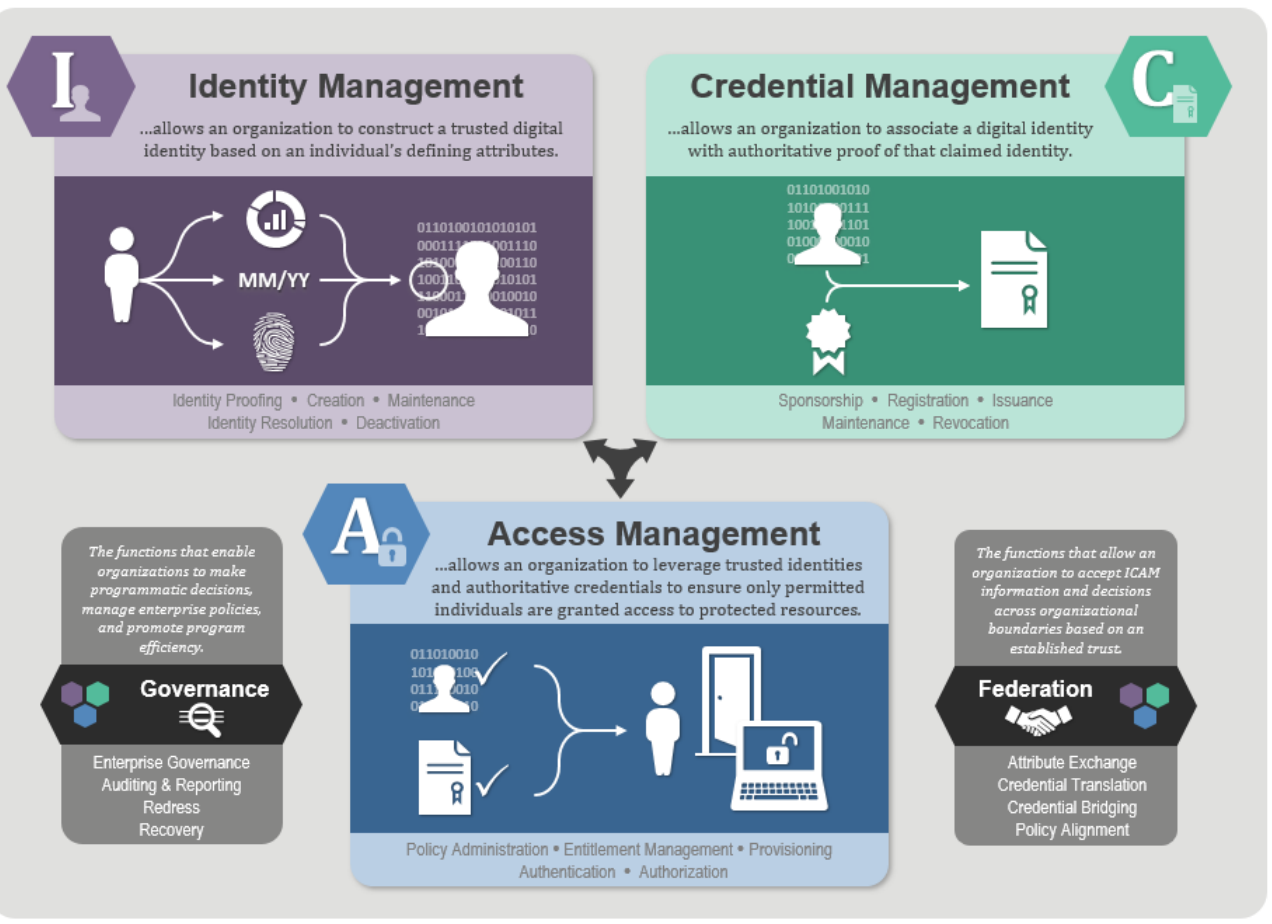 I
Identity Management
...allows an organization to construct a trusted digital
identity based on an individual's defining attributes.
MM/YY
0110100101010101
Identity Proofing • Creation • Maintenance
Identity Resolution • Deactivation
C
Credential Management
...allows an organization to associate a digital identity
with authoritative proof of that claimed identity.
01101001010
Sponsorship • Registration • Issuance
Maintenance • Revocation
A
Access Management
...allows an organization to leverage trusted identities
and authoritative credentials to ensure only permitted
individuals are granted access to protected resources.
011010010
Policy Administration • Entitlement Management • Provisioning
Authentication • Authorization
The functions that enable
organizations to make
programmatic decisions,
manage enterprise policies,
and promote program
efficiency.
Governance
Enterprise Governance
Auditing & Reporting
Redress
Recovery
The functions that allow an
organization to accept ICAM
information and decisions
across organizational
boundaries based on an
established trust.
Federation
Attribute Exchange
Credential Translation
Credential Bridging
Policy Alignment